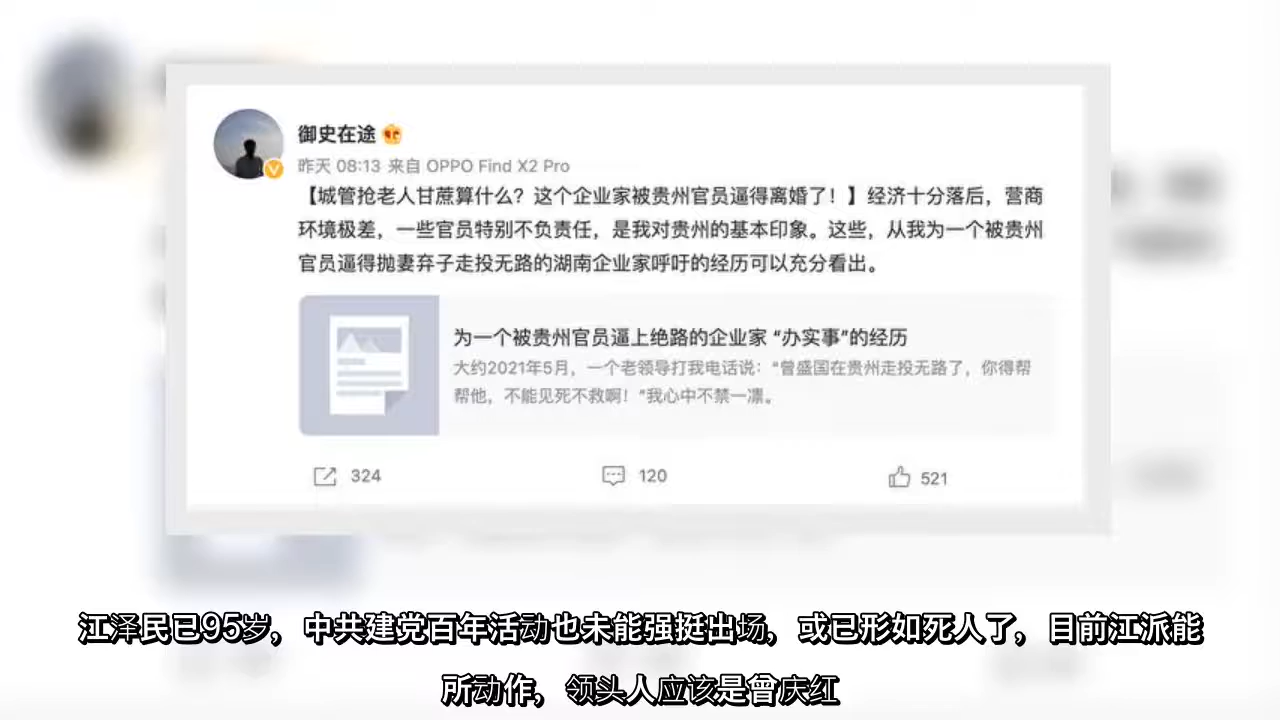 御史在途
昨天 08:13 来自 OPPO Find X2 Pro
【城管抢老人甘蔗算什么？这个企业家被贵州官员逼得离婚了！】经济十分落后，营商
环境极差，一些官员特别不负责任，是我对贵州的基本印象。这些，从我为一个被贵州
官员逼得抛妻弃子走投无路的湖南企业家呼吁的经历可以充分看出。
为一个被贵州官员逼上绝路的企业家 “办实事”的经历
大约2021年5月，一个老领导打我电话说：“曾盛国在贵州走投无路了，你得帮
帮他，不能见死不救啊！”我心中不禁一凛。
324
120
521
江泽民已95岁，中共建党百年活动也未能强挺出场，或已形如死人了，目前江派能
所动作，领头人应该是曾庆红